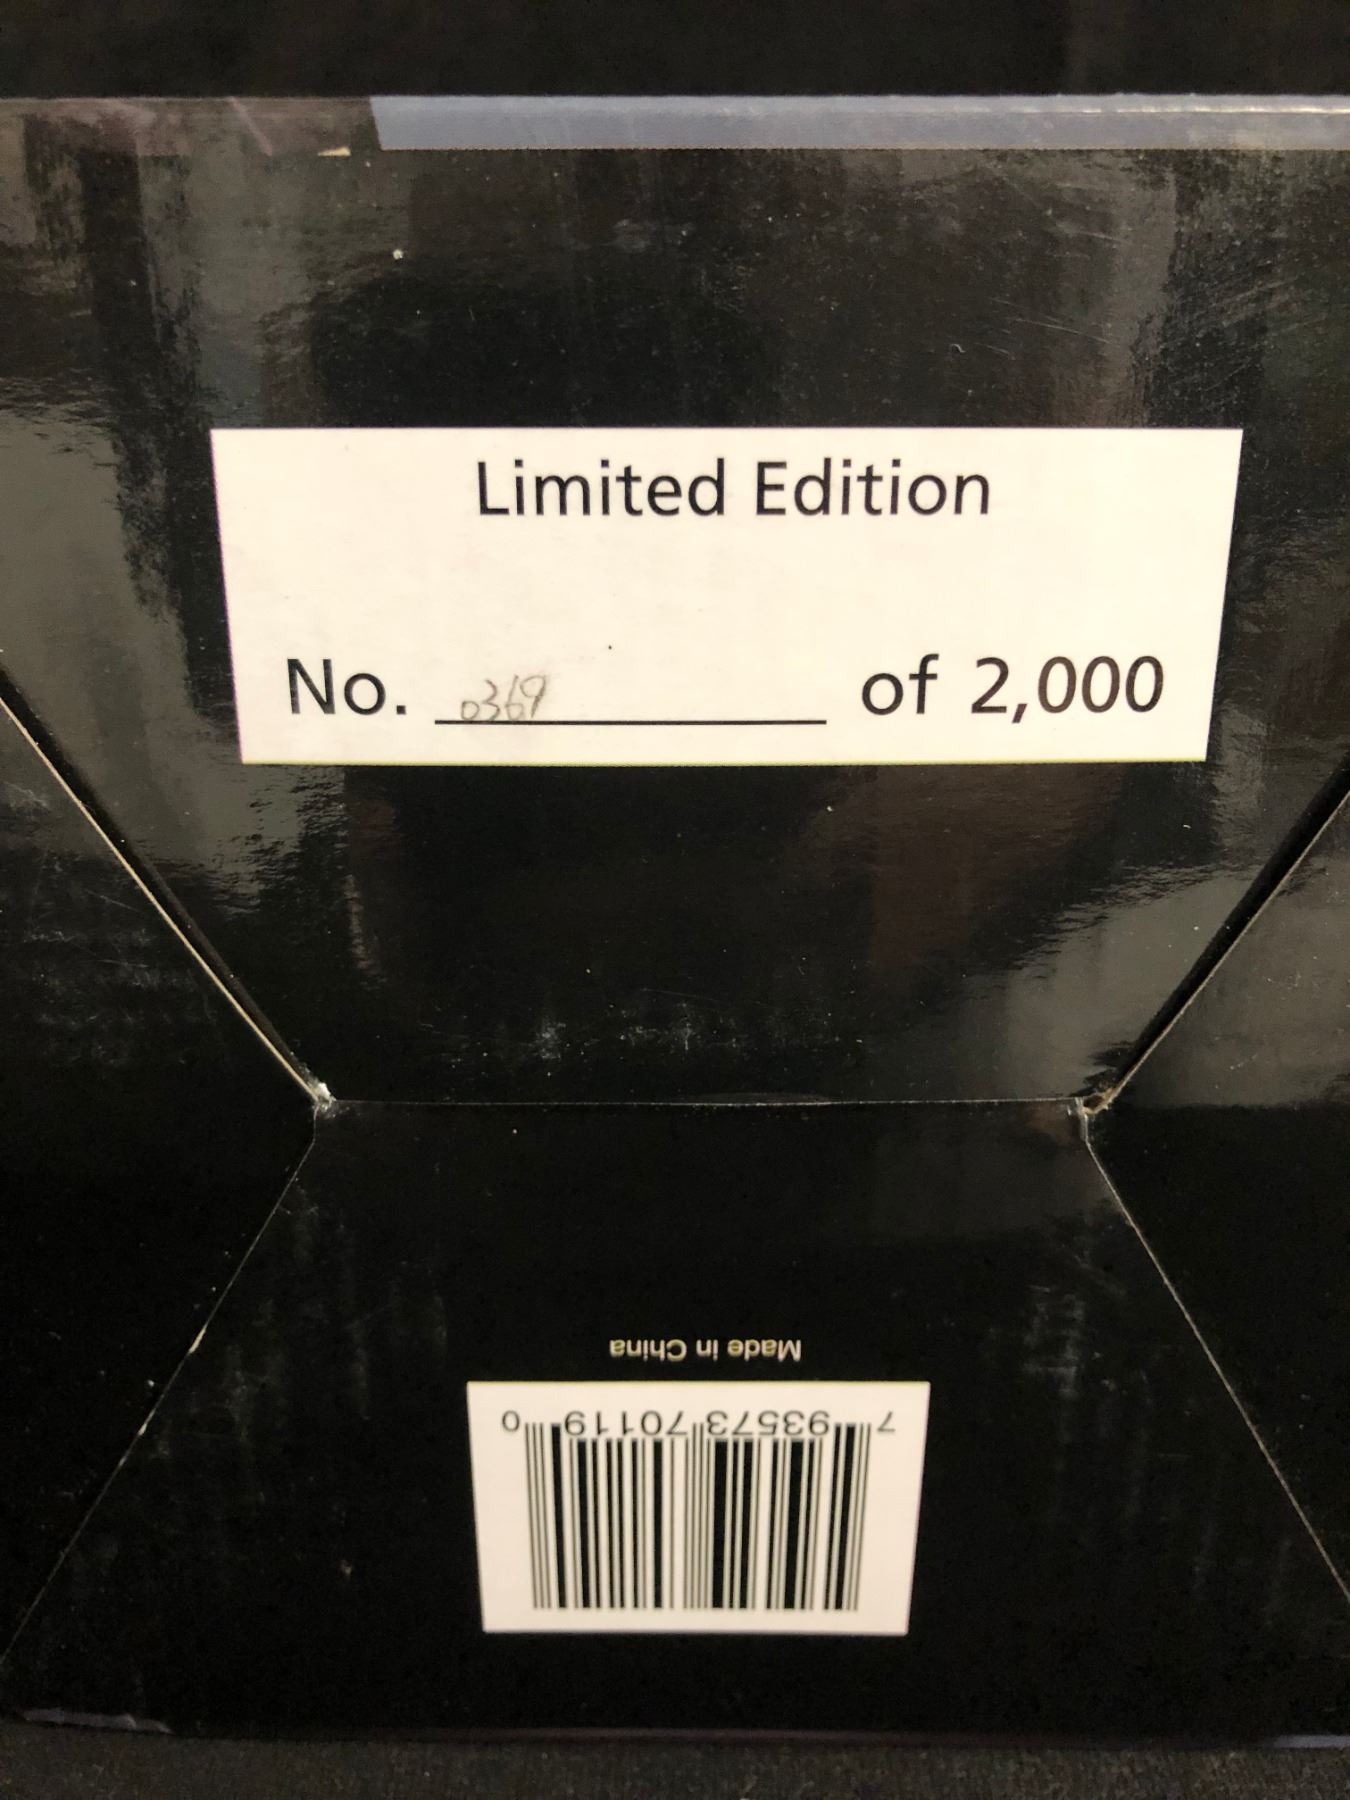 Limited Edition
No. 0369 of 2,000
Made in China
7 93573 70119 0